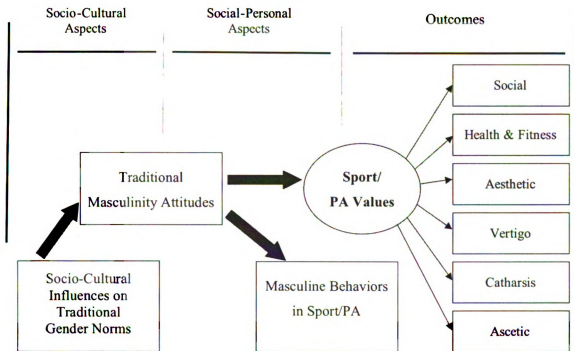 Socio-Cultural
Aspects
Social-Personal
Aspects
Outcomes
Social
Health & Fitness
Aesthetic
Vertigo
Catharsis
Ascetic
Traditional
Masculinity Attitudes
Sport/
PA Values
Socio-Cultural
Influences on
Traditional
Gender Norms
Masculine Behaviors
in Sport/PA